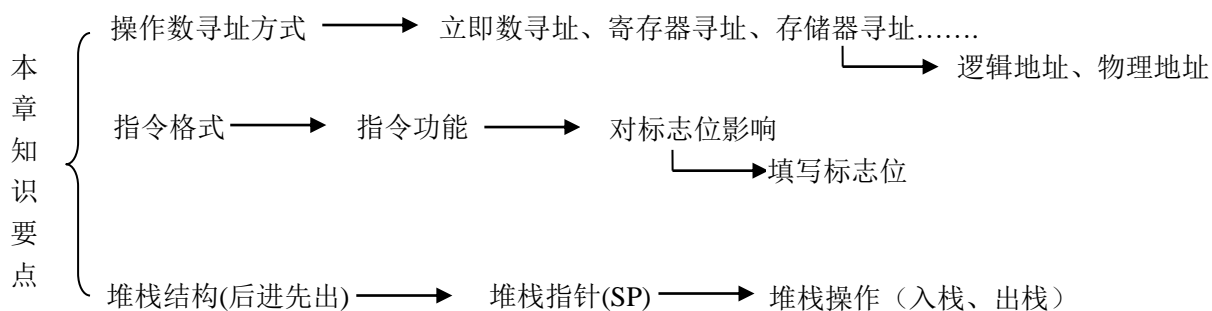 本章知识要点
操作数寻址方式 立即数寻址、寄存器寻址、存储器寻址…….
逻辑地址、物理地址
指令格式 指令功能 对标志位影响
填写标志位
堆栈结构(后进先出) 堆栈指针(SP) 堆栈操作（入栈、出栈）